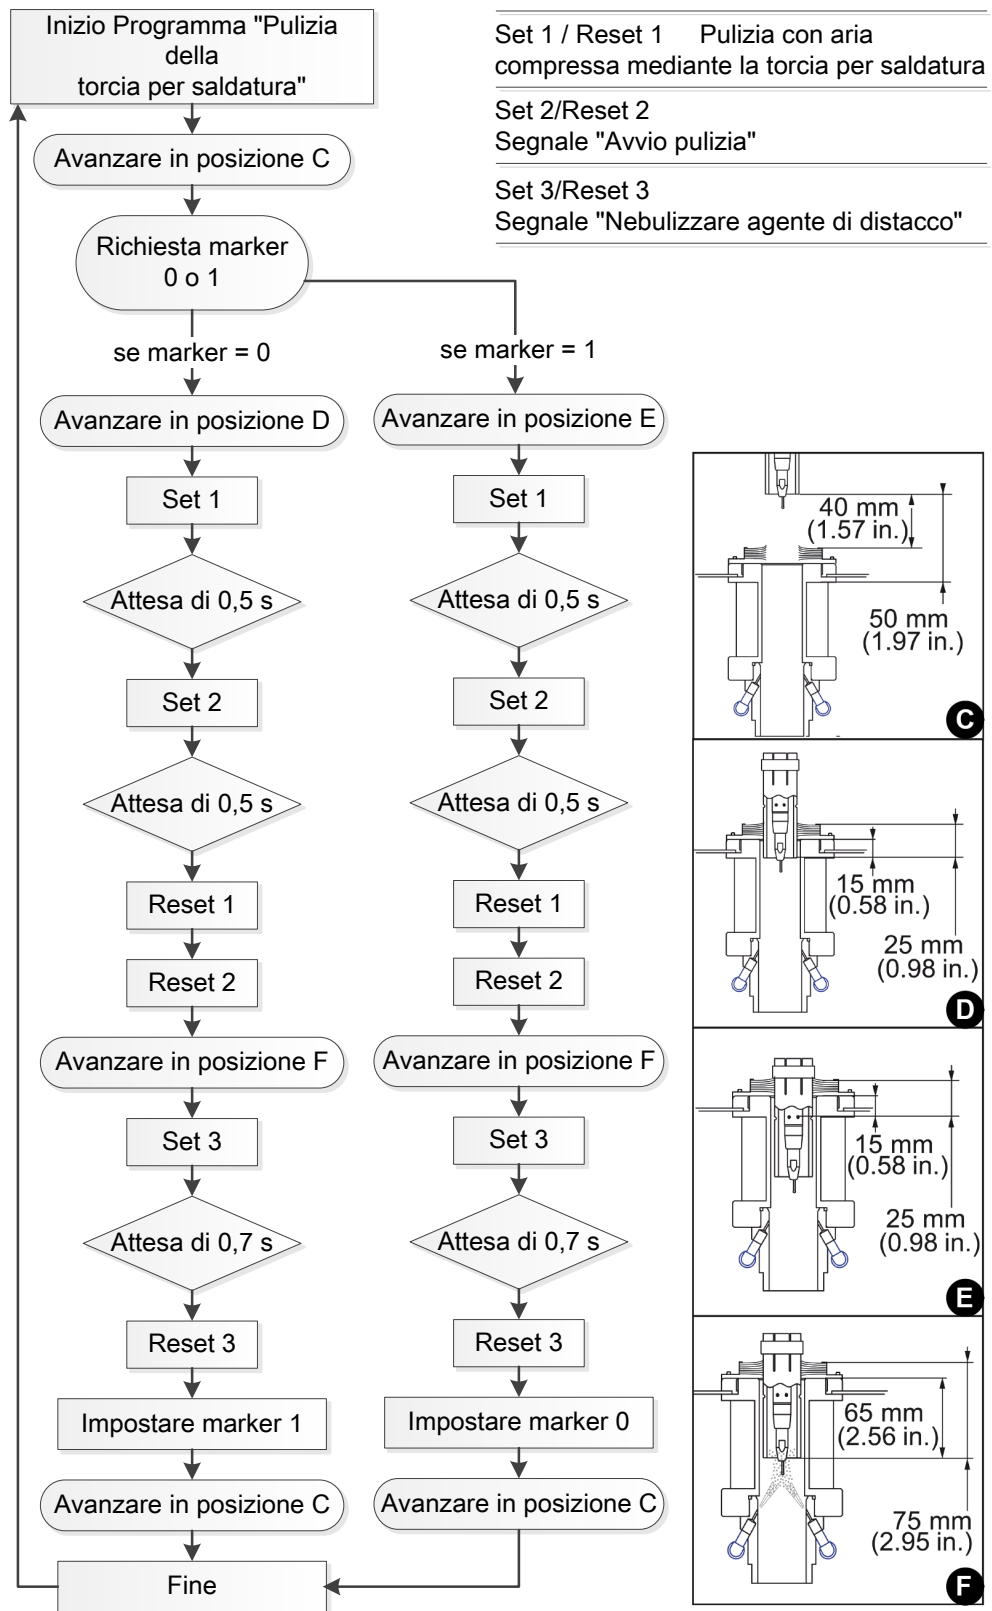 Inizio Programma "Pulizia
della
torcia per saldatura"
Set 1 / Reset 1 Pulizia con aria
compressa mediante la torcia per saldatura
Set 2/Reset 2
Segnale "Avvio pulizia"
Set 3/Reset 3
Segnale "Nebulizzare agente di distacco"
Avanzare in posizione C
Richiesta marker
0 o 1
se marker = 0
Avanzare in posizione D
Set 1
Attesa di 0,5 s
Set 2
Attesa di 0,5 s
Reset 1
Reset 2
Avanzare in posizione F
Set 3
Attesa di 0,7 s
Reset 3
Impostare marker 1
Avanzare in posizione C
Fine
se marker = 1
Avanzare in posizione E
Set 1
Attesa di 0,5 s
Set 2
Attesa di 0,5 s
Reset 1
Reset 2
Avanzare in posizione F
Set 3
Attesa di 0,7 s
Reset 3
Impostare marker 0
Avanzare in posizione C
40 mm
(1.57 in.)
50 mm
(1.97 in.)
C
15 mm
(0.58 in.)
25 mm
(0.98 in.)
D
15 mm
(0.58 in.)
25 mm
(0.98 in.)
E
65 mm
(2.56 in.)
75 mm
(2.95 in.)
F